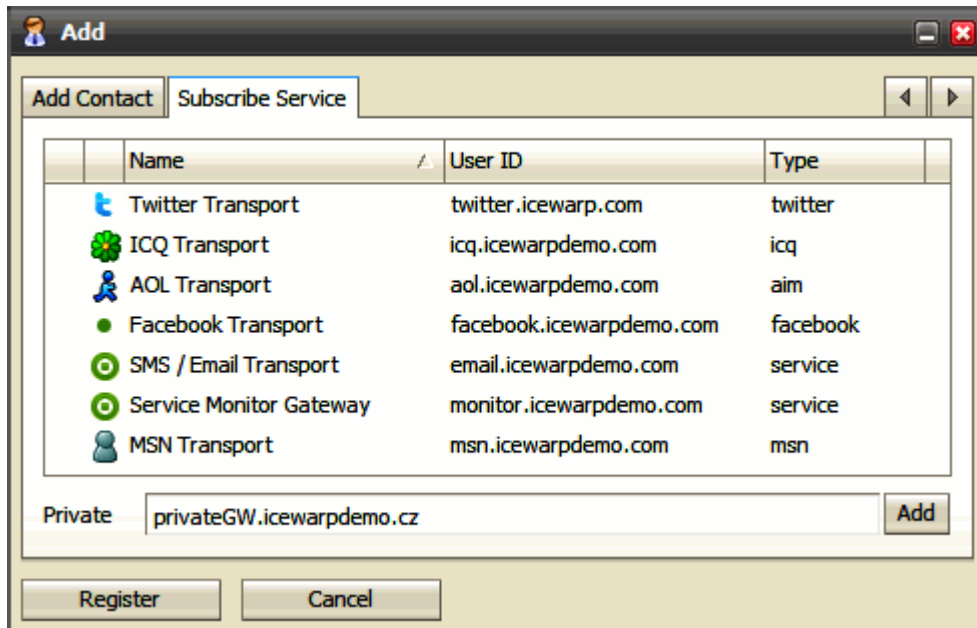 Add
Add Contact Subscribe Service
Name User ID Type
Twitter Transport twitter.icewarp.com twitter
ICQ Transport icq.icewarpdemo.com icq
AOL Transport aol.icewarpdemo.com aim
Facebook Transport facebook.icewarpdemo.com facebook
SMS / Email Transport email.icewarpdemo.com service
Service Monitor Gateway monitor.icewarpdemo.com service
MSN Transport msn.icewarpdemo.com msn
Private privateGW.icewarpdemo.cz Add
Register Cancel